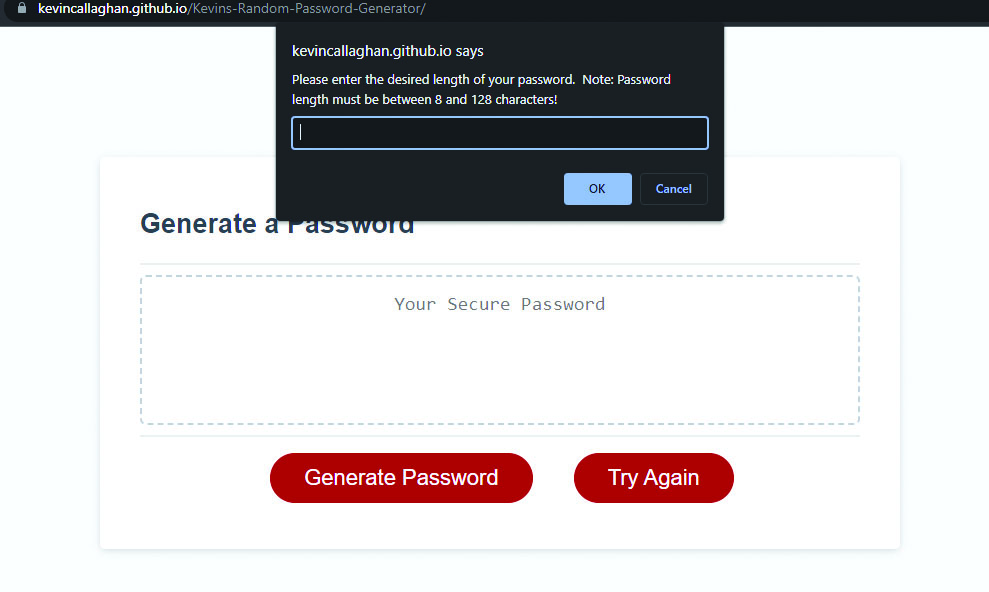 kevincallaghan.github.io/Kevins-Random-Password-Generator/
kevincallaghan.github.io says
Please enter the desired length of your password.  Note: Password
length must be between 8 and 128 characters!
OK
Cancel
Generate a Password
Your Secure Password
Generate Password
Try Again